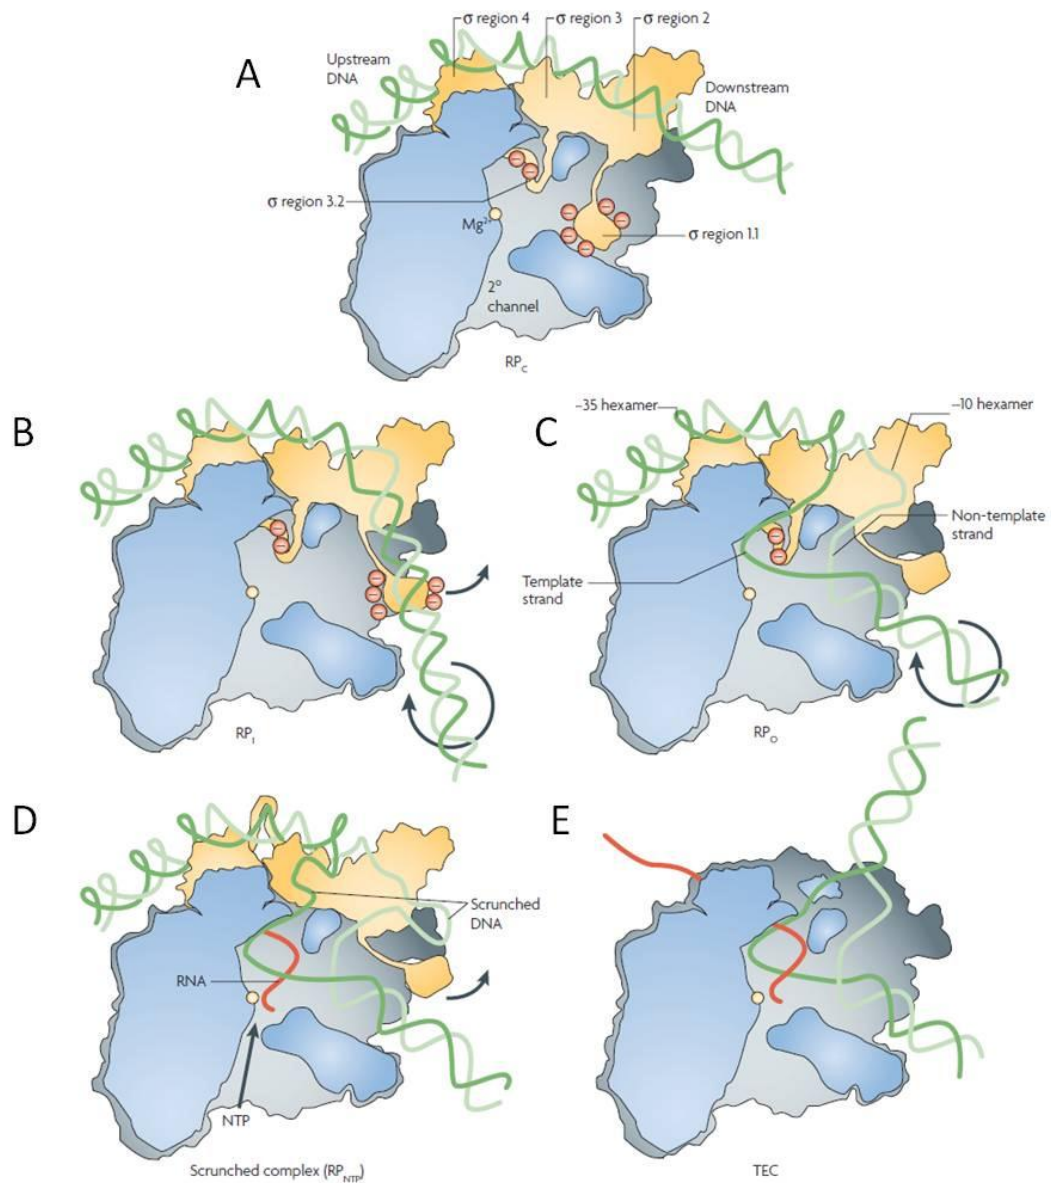 A
σ region 4
σ region 3
σ region 2
Upstream
DNA
Downstream
DNA
σ region 3.2
Mg²⁺
σ region 1.1
2°
channel
RPC
B
RPI
C
–35 hexamer
–10 hexamer
Non-template
strand
Template
strand
RPO
D
Scrunched
DNA
RNA
NTP
Scrunched complex (RPNTP)
E
TEC